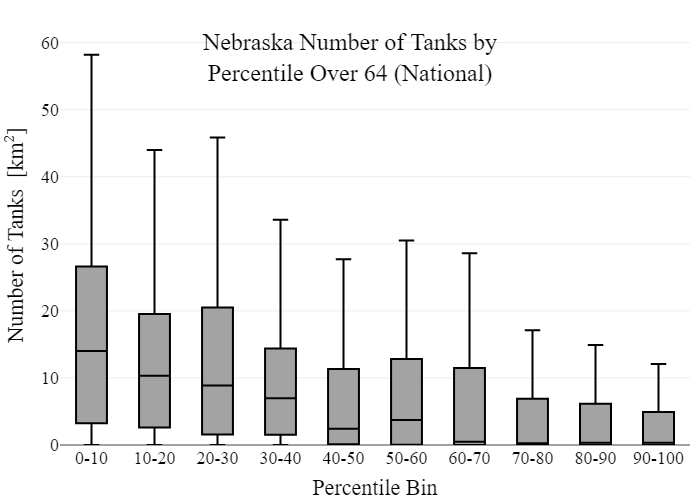 Nebraska Number of Tanks by
Percentile Over 64 (National)
Number of Tanks [km²]
60
50
40
30
20
10
0
0-10 10-20 20-30 30-40 40-50 50-60 60-70 70-80 80-90 90-100
Percentile Bin